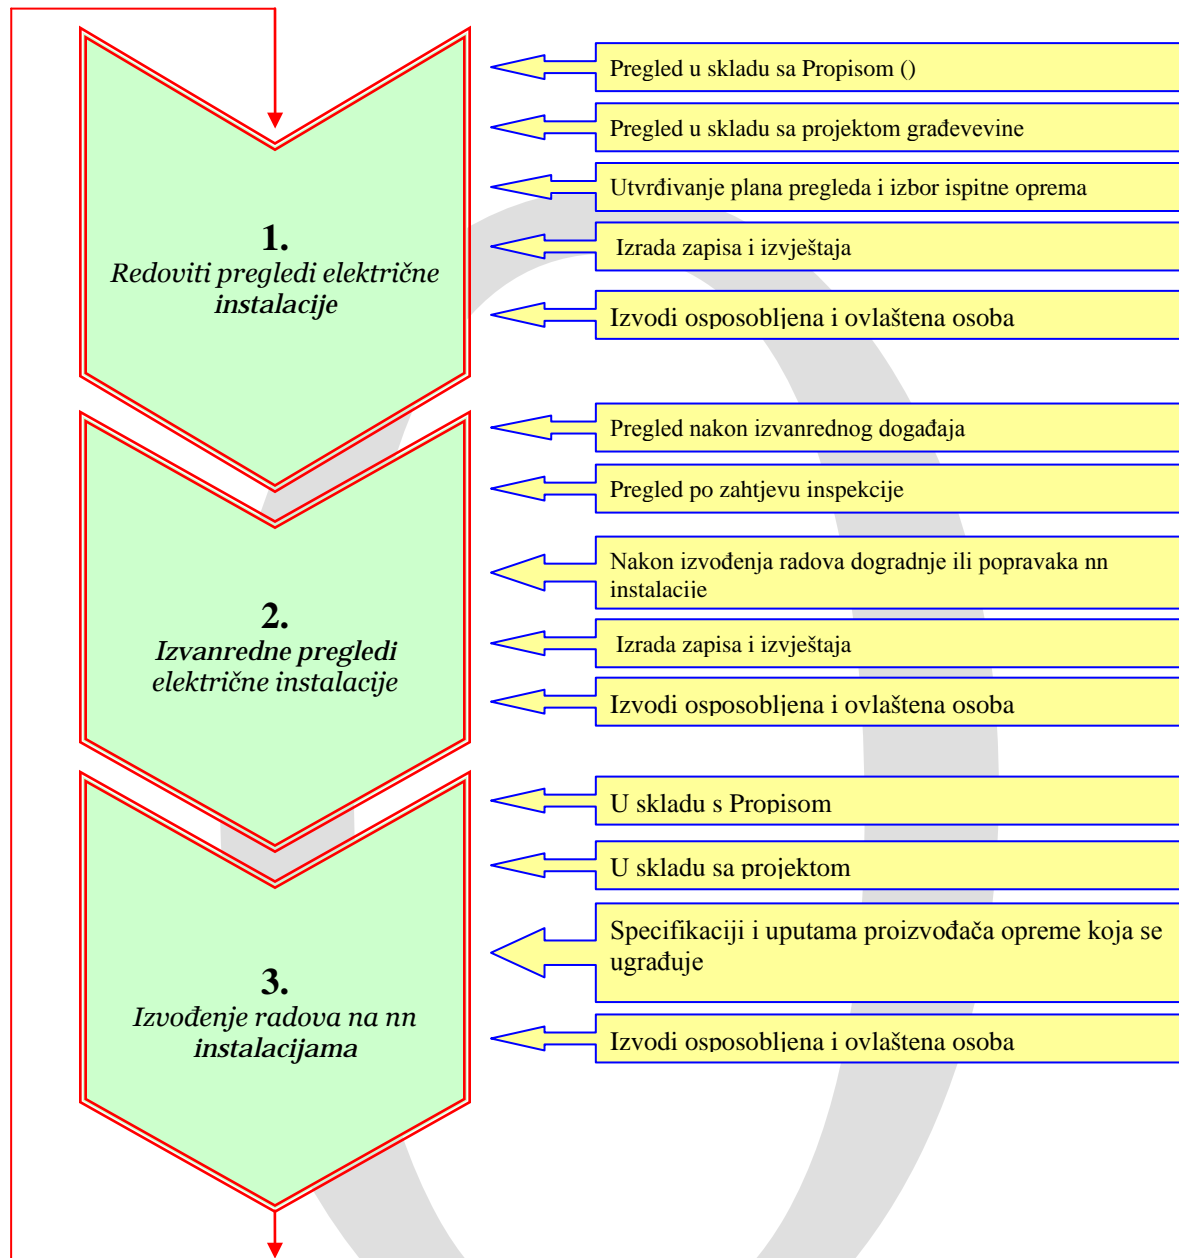 1.
Redoviti pregledi električne
instalacije
Pregled u skladu sa Propisom ()
Pregled u skladu sa projektom građevevine
Utvrđivanje plana pregleda i izbor ispitne oprema
Izrada zapisa i izvještaja
Izvodi osposobljena i ovlaštena osoba
2.
Izvanredne pregledi
električne instalacije
Pregled nakon izvanrednog događaja
Pregled po zahtjevu inspekcije
Nakon izvođenja radova dogradnje ili popravaka nn
instalacije
Izrada zapisa i izvještaja
Izvodi osposobljena i ovlaštena osoba
3.
Izvođenje radova na nn
instalacijama
U skladu s Propisom
U skladu sa projektom
Specifikaciji i uputama proizvođača opreme koja se
ugrađuje
Izvodi osposobljena i ovlaštena osoba